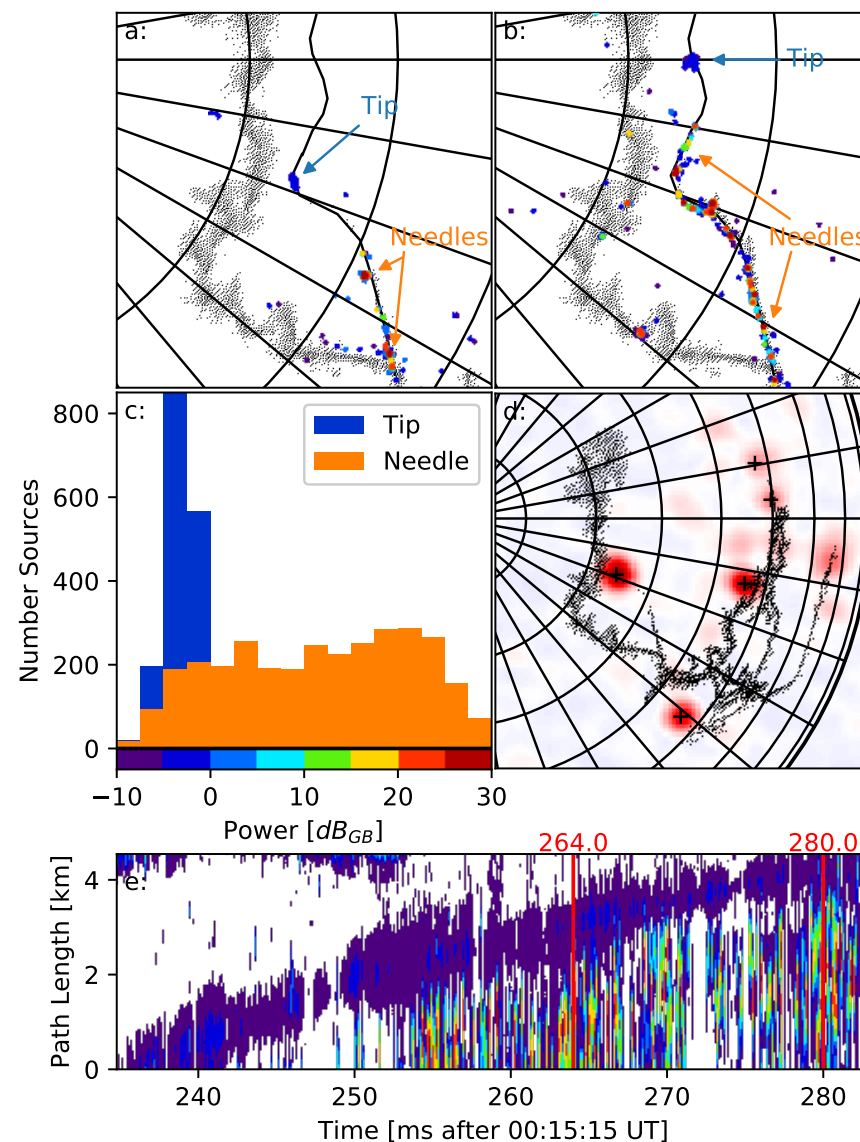 a:
Tip
Needles
b:
Tip
Needles
c:
Tip
Needle
Number Sources
800
600
400
200
0
−10 0 10 20 30
Power [dB_GB]
d:
264.0 280.0
e:
Path Length [km]
4
2
0
240 250 260 270 280
Time [ms after 00:15:15 UT]